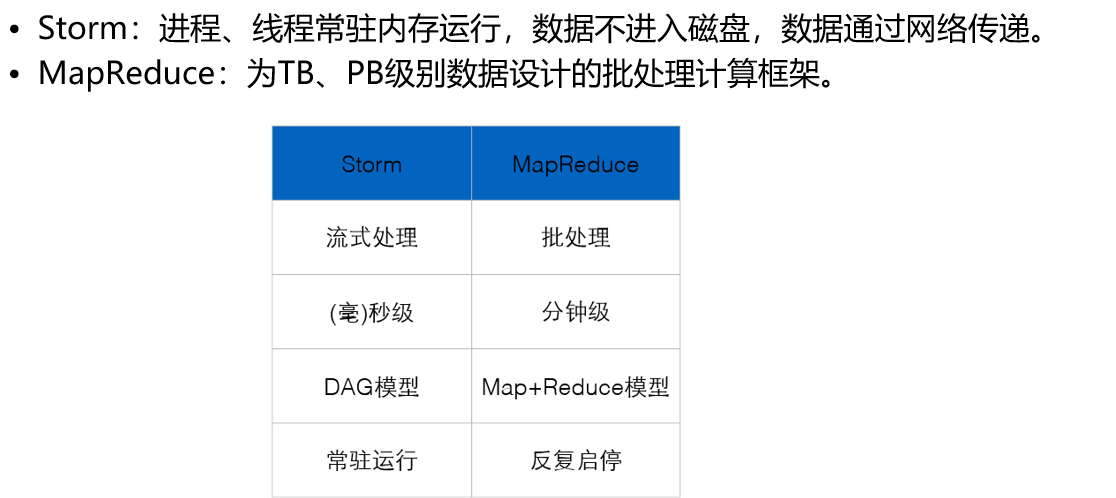 • Storm：进程、线程常驻内存运行，数据不进入磁盘，数据通过网络传递。
• MapReduce：为TB、PB级别数据设计的批处理计算框架。
Storm MapReduce
流式处理 批处理
(毫)秒级 分钟级
DAG模型 Map+Reduce模型
常驻运行 反复启停